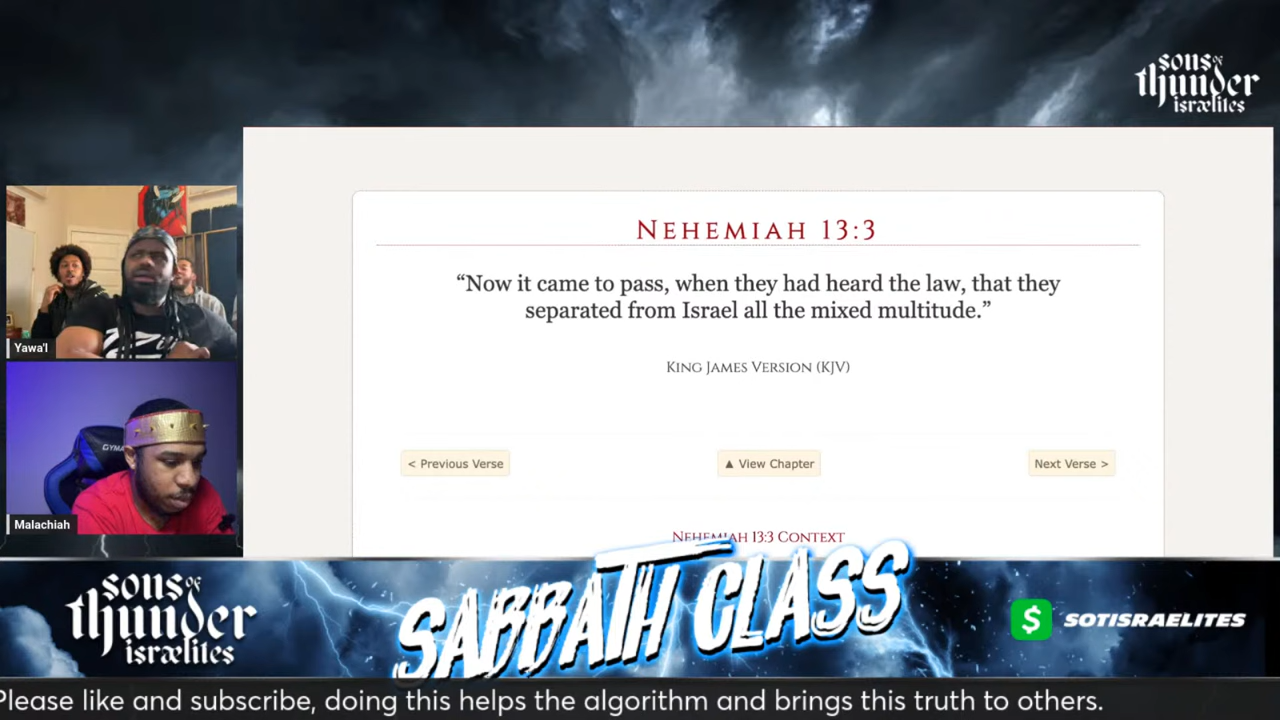 sons of
thunder
israelites
NEHEMIAH 13:3
“Now it came to pass, when they had heard the law, that they
separated from Israel all the mixed multitude.”
KING JAMES VERSION (KJV)
< Previous Verse
▲ View Chapter
Next Verse >
NEHEMIAH 13:3 CONTEXT
Yawa'l
GYMA
Malachiah
sons of
thunder
israelites
SABBATH CLASS
$ SOTISRAELITES
Please like and subscribe, doing this helps the algorithm and brings this truth to others.